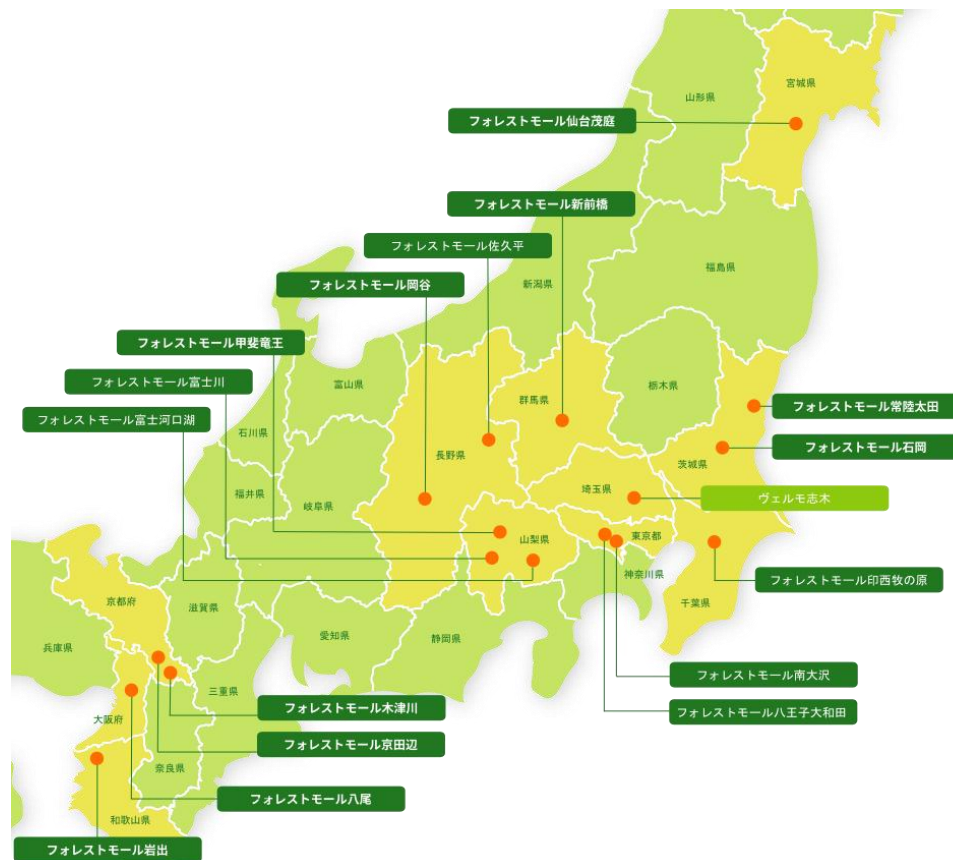 宮城県
山形県
フォレストモール仙台茂庭
フォレストモール新前橋
フォレストモール佐久平
福島県
フォレストモール岡谷
新潟県
フォレストモール甲斐竜王
フォレストモール富士川
富山県
栃木県
群馬県
フォレストモール常陸太田
フォレストモール富士河口湖
石川県
フォレストモール石岡
長野県
茨城県
福井県
岐阜県
埼玉県
ヴェルモ志木
山梨県
東京都
神奈川県
フォレストモール印西牧の原
京都府
滋賀県
千葉県
愛知県
静岡県
兵庫県
フォレストモール南大沢
三重県
フォレストモール木津川
フォレストモール八王子大和田
大阪府
フォレストモール京田辺
奈良県
フォレストモール八尾
和歌山県
フォレストモール岩出